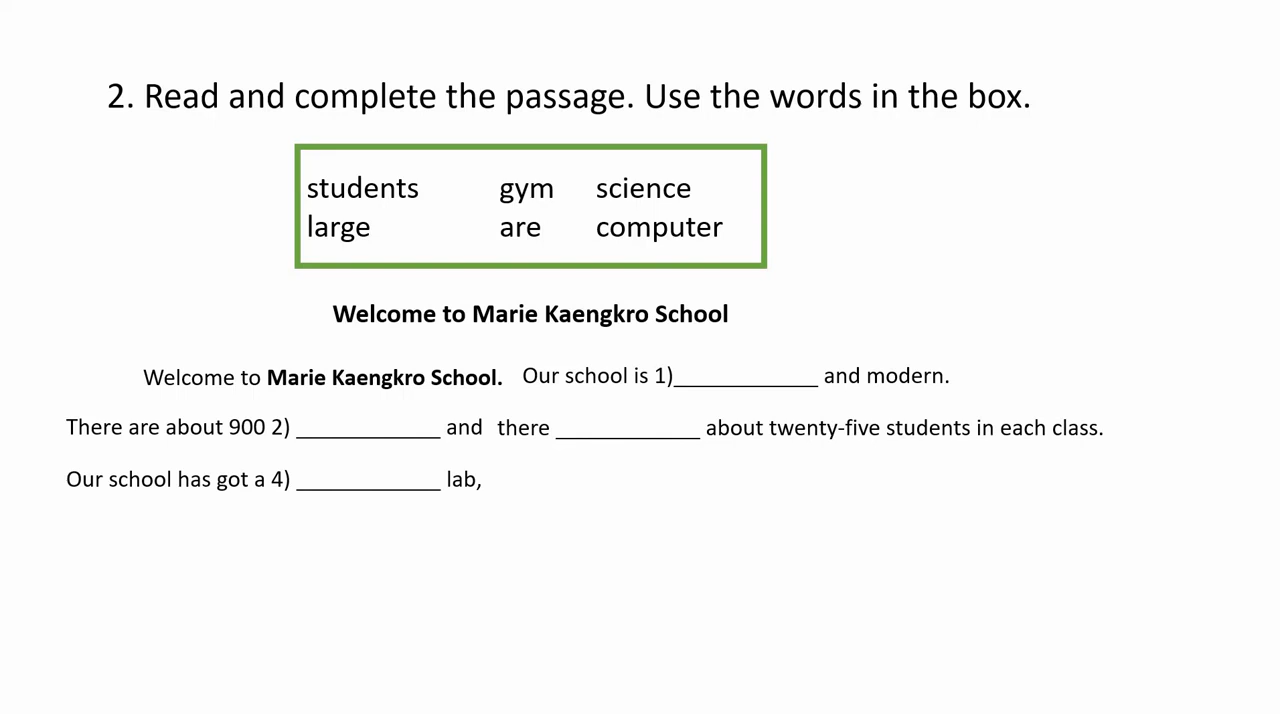 2. Read and complete the passage. Use the words in the box.
students gym science
large are computer
Welcome to Marie Kaengkro School
Welcome to Marie Kaengkro School. Our school is 1)____________ and modern.
There are about 900 2) ____________ and there ____________ about twenty-five students in each class.
Our school has got a 4) ____________ lab,